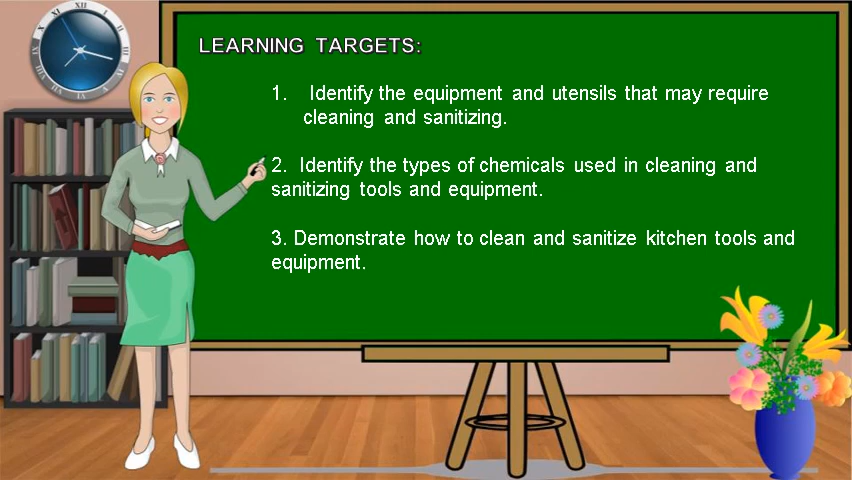 LEARNING TARGETS:
1. Identify the equipment and utensils that may require
cleaning and sanitizing.
2. Identify the types of chemicals used in cleaning and
sanitizing tools and equipment.
3. Demonstrate how to clean and sanitize kitchen tools and
equipment.